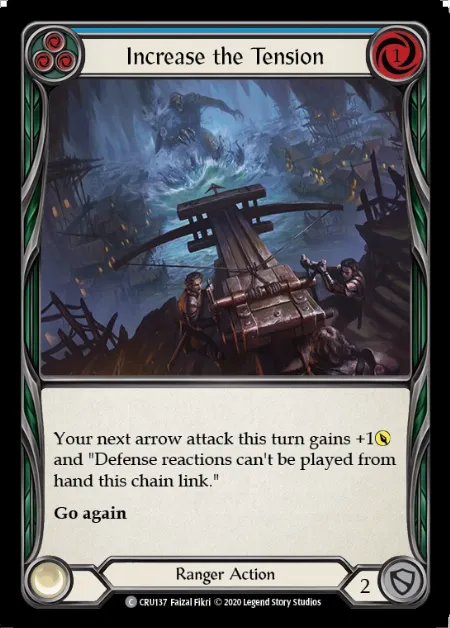 Increase the Tension
1
Your next arrow attack this turn gains +1
and "Defense reactions can't be played from
hand this chain link."
Go again
Ranger Action
2
C CRU137 Faizal Fikri © 2020 Legend Story Studios